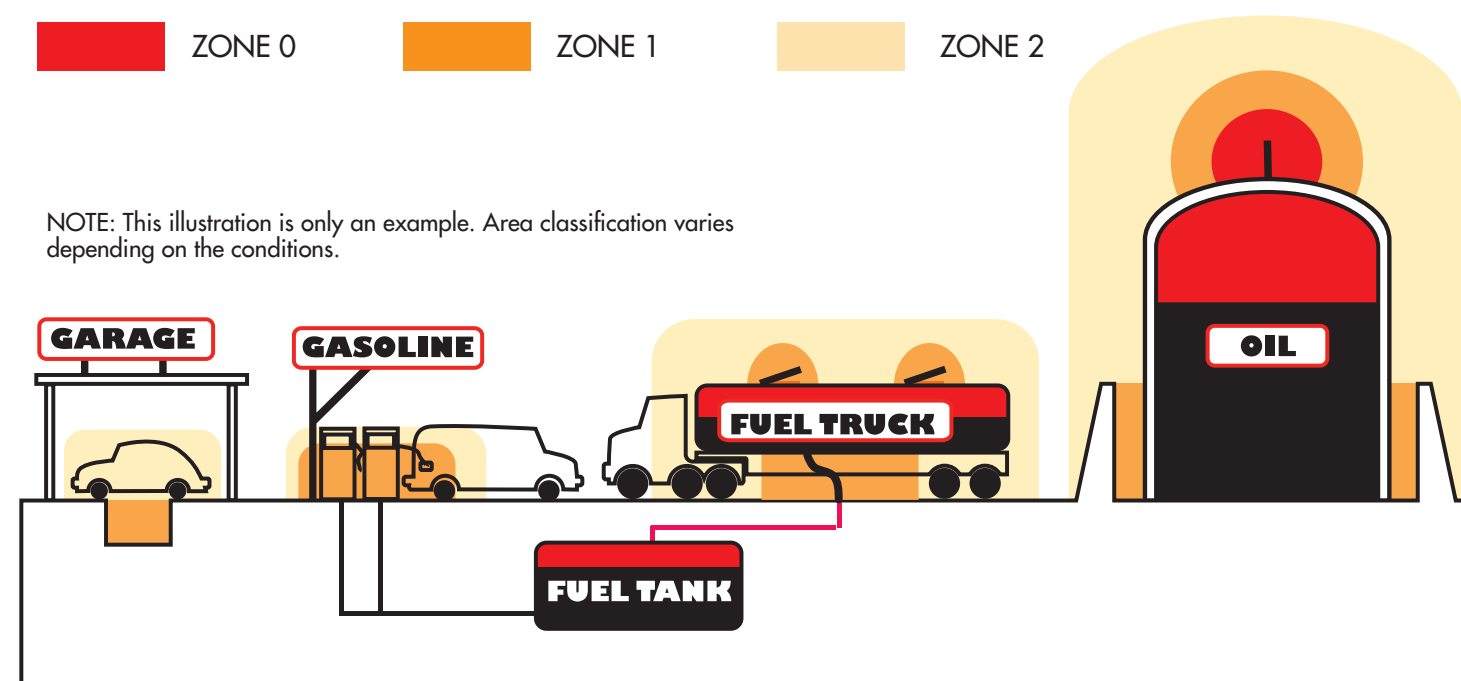 ZONE 0
ZONE 1
ZONE 2
NOTE: This illustration is only an example. Area classification varies
depending on the conditions.
GARAGE
GASOLINE
FUEL TRUCK
OIL
FUEL TANK